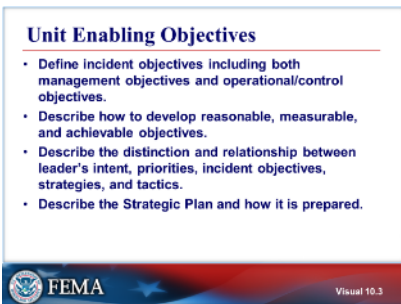 Unit Enabling Objectives
• Define incident objectives including both
management objectives and operational/control
objectives.
• Describe how to develop reasonable, measurable,
and achievable objectives.
• Describe the distinction and relationship between
leader's intent, priorities, incident objectives,
strategies, and tactics.
• Describe the Strategic Plan and how it is prepared.
FEMA
Visual 10.3